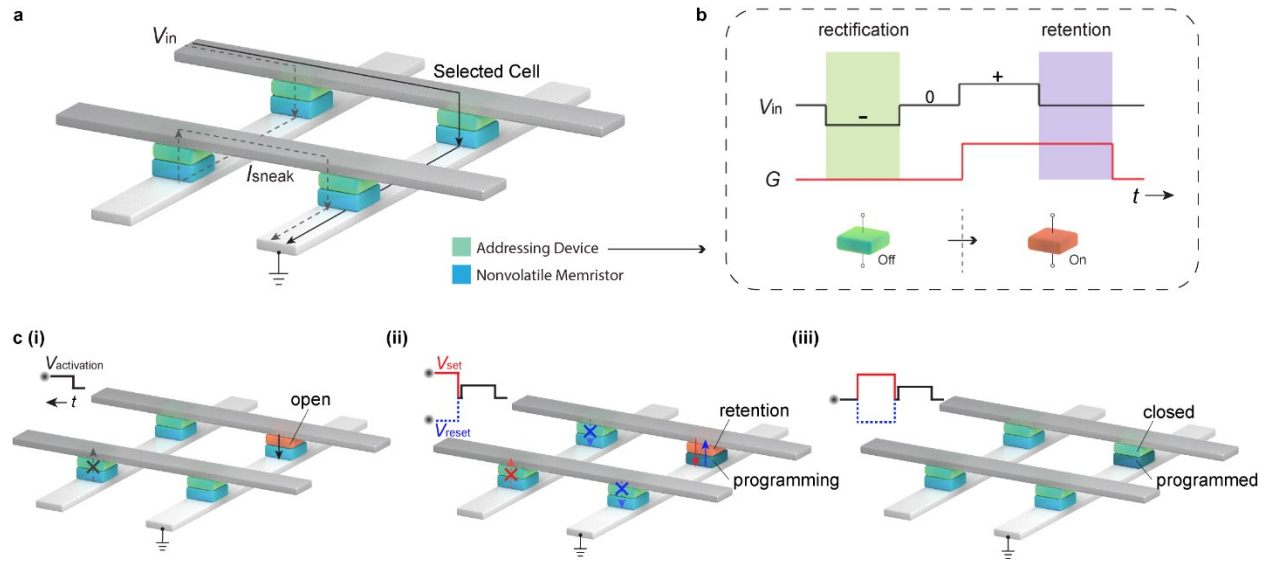 a
Vin
Selected Cell
Isneak
Addressing Device
Nonvolatile Memristor
b
rectification
retention
Vin
-
0
+
G
t
Off
On
c (i)
Vactivation
t
open
(ii)
Vset
Vreset
retention
programming
(iii)
closed
programmed